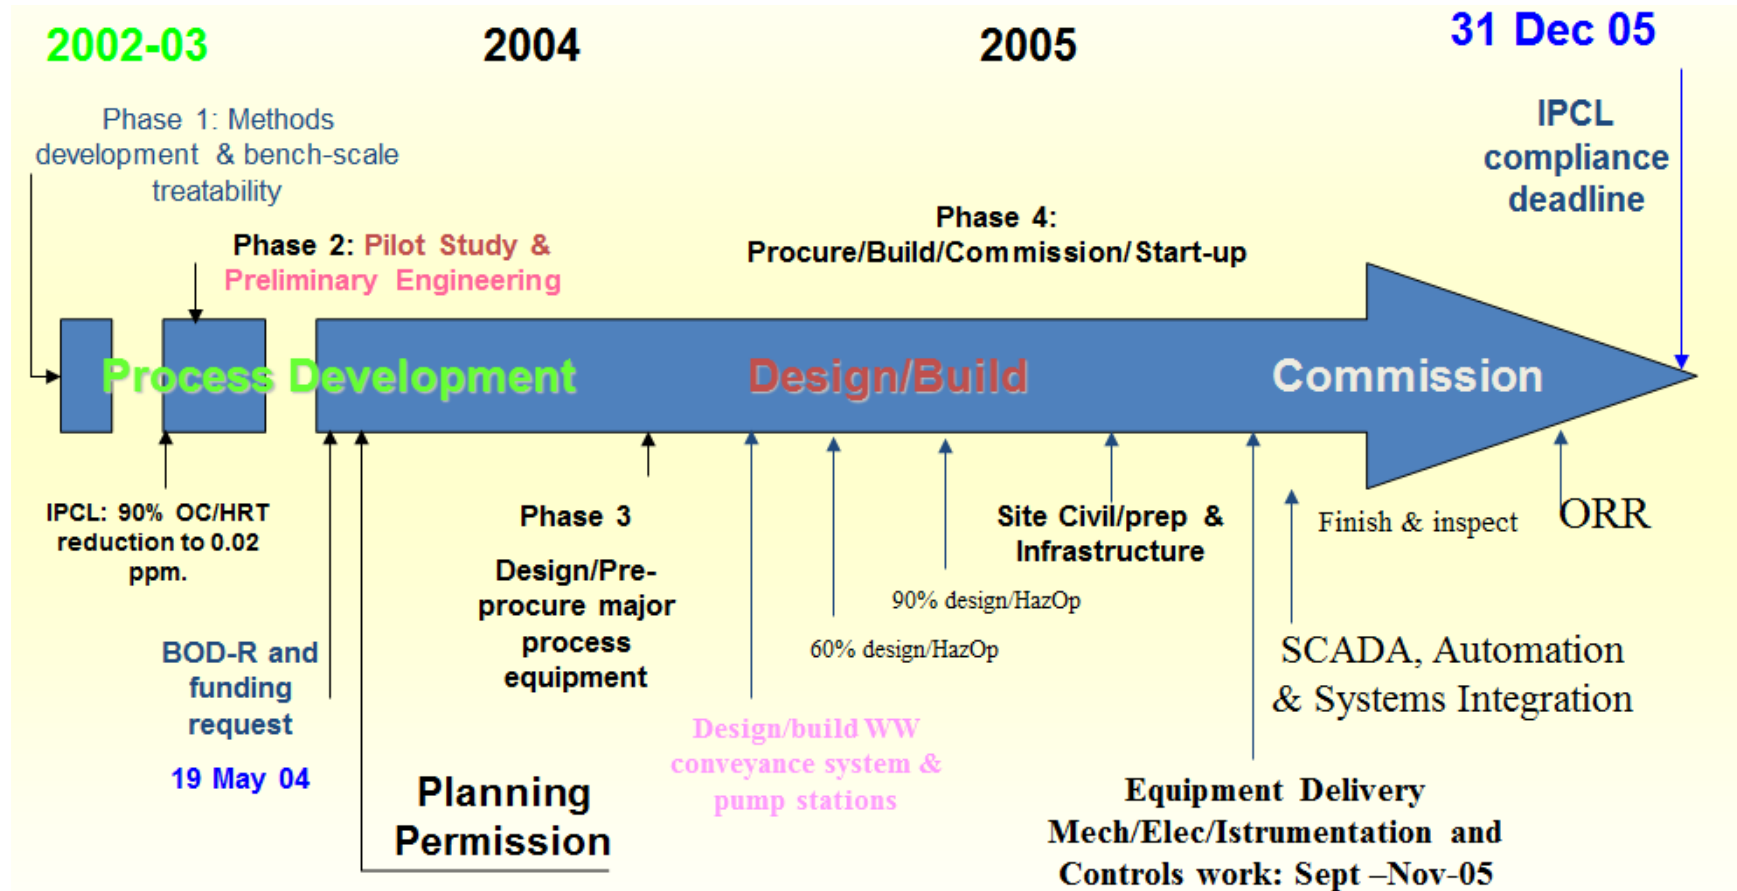 2002-03
2004
2005
31 Dec 05
Phase 1: Methods
development & bench-scale
treatability
IPCL
compliance
deadline
Phase 2: Pilot Study &
Preliminary Engineering
Phase 4:
Procure/Build/Commission/Start-up
Process Development
Design/Build
Commission
IPCL: 90% OC/HRT
reduction to 0.02
ppm.
BOD-R and
funding
request
19 May 04
Planning
Permission
Phase 3
Design/Pre-
procure major
process
equipment
Design/build WW
conveyance system &
pump stations
60% design/HazOp
90% design/HazOp
Site Civil/prep &
Infrastructure
Equipment Delivery
Mech/Elec/Istrumentation and
Controls work: Sept –Nov-05
SCADA, Automation
& Systems Integration
Finish & inspect
ORR